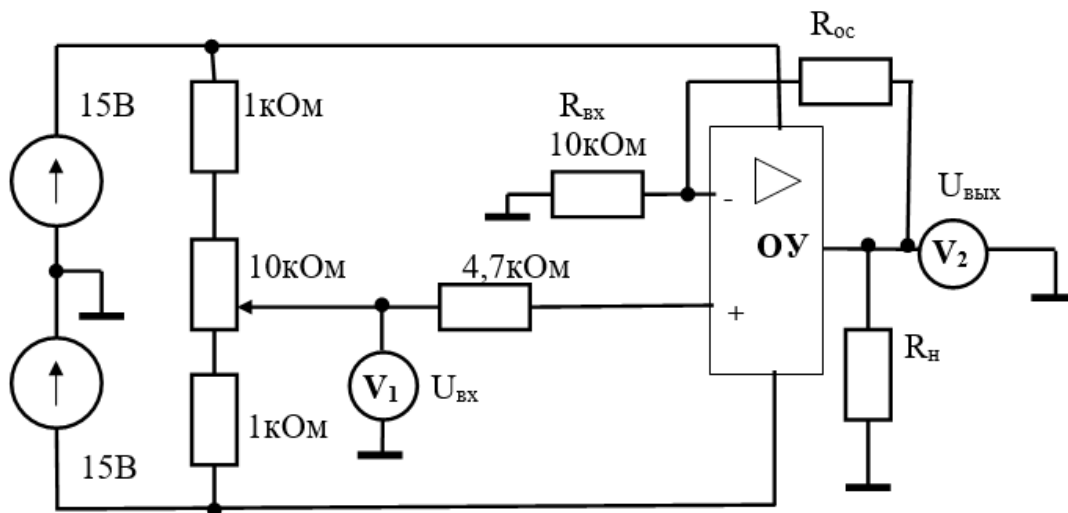 Rос
15В
1кОм
Rвх
10кОм
-
Uвых
ОУ
V2
10кОм
4,7кОм
+
Rн
V1
Uвх
1кОм
15В